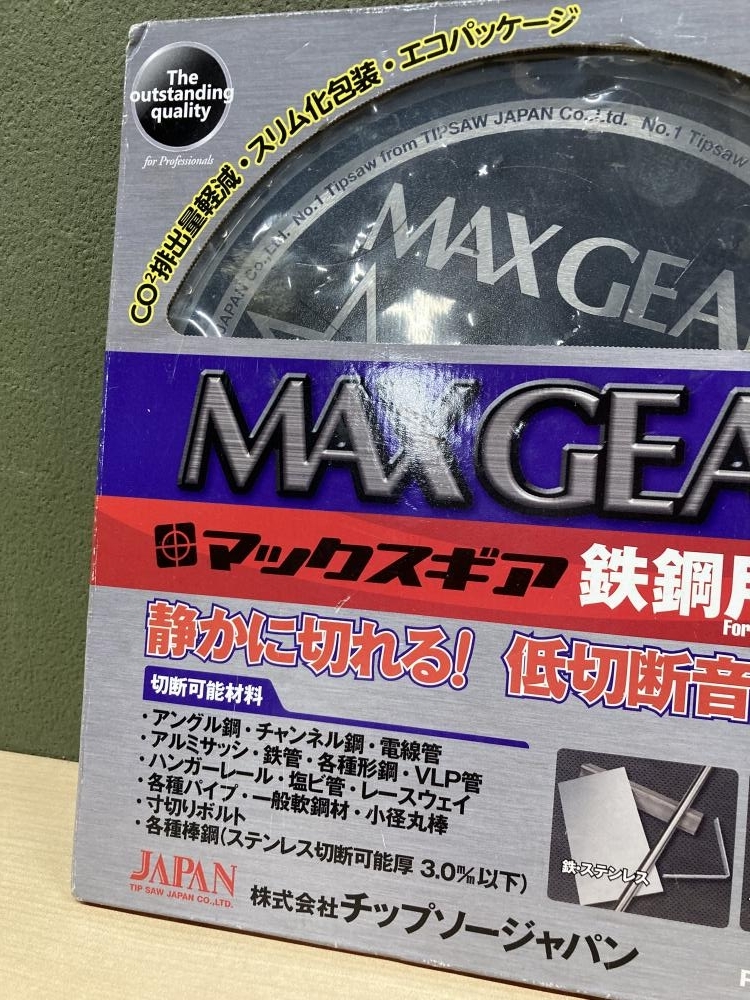 The
outstanding
quality
for Professionals
CO²排出量軽減・スリム化包装・エコパッケージ
JAPAN Co.,Ltd. No.1 Tipsaw from TIPSAW JAPAN Co.,Ltd. No.1 Tipsaw
MAX GEA
MAX GEA
マックスギア 鉄鋼用
For
静かに切れる! 低切断音
切断可能材料
・アングル鋼・チャンネル鋼・電線管
・アルミサッシ・鉄管・各種形鋼・VLP管
・ハンガーレール・塩ビ管・レースウェイ
・各種パイプ・一般軟鋼材・小径丸棒
・寸切りボルト
・各種棒鋼(ステンレス切断可能厚 3.0m/m以下)
鉄・ステンレス
JAPAN
TIP SAW JAPAN CO.,LTD.
株式会社チップソージャパン